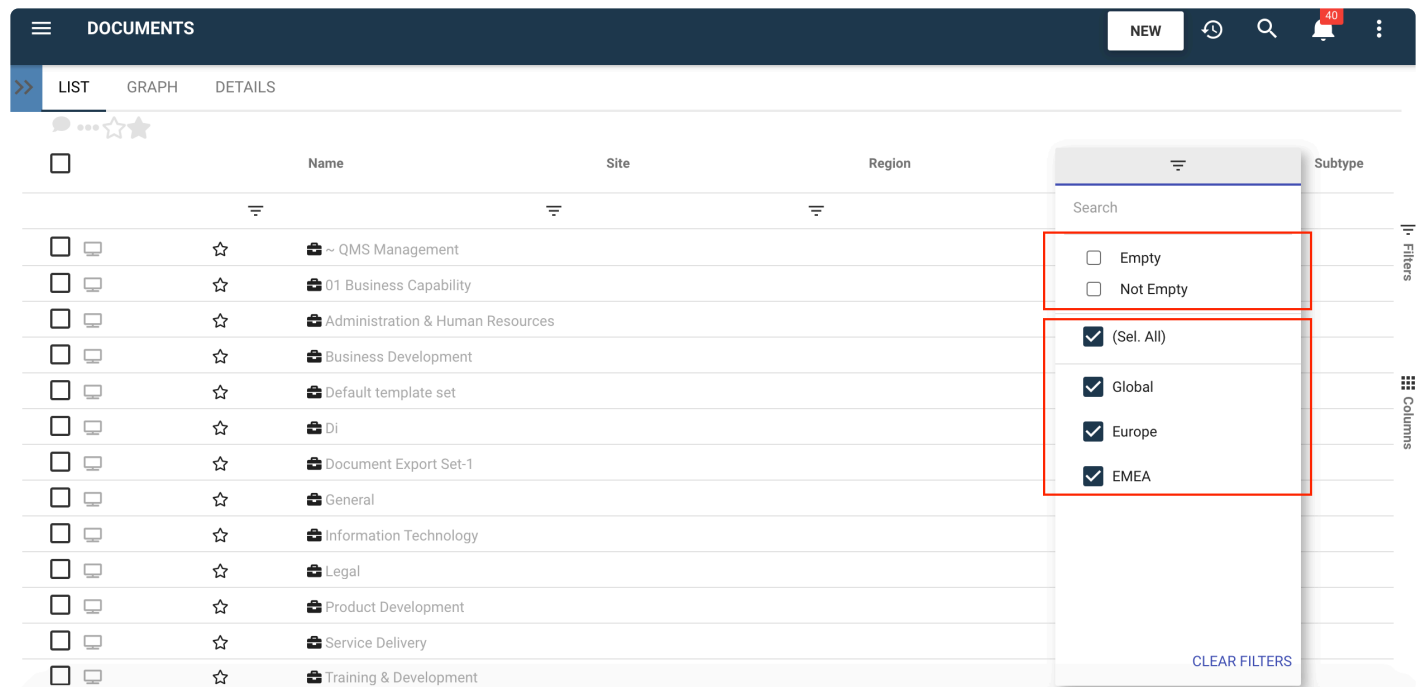 DOCUMENTS
NEW
40
LIST GRAPH DETAILS
Name Site Region Subtype
Search
~ QMS Management
Empty
01 Business Capability
Not Empty
Administration & Human Resources
(Sel. All)
Business Development
Default template set
Global
Di
Europe
Document Export Set-1
EMEA
General
Information Technology
Legal
Product Development
Service Delivery
CLEAR FILTERS
Training & Development
Filters
Columns